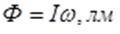 Ф = Iω, лм